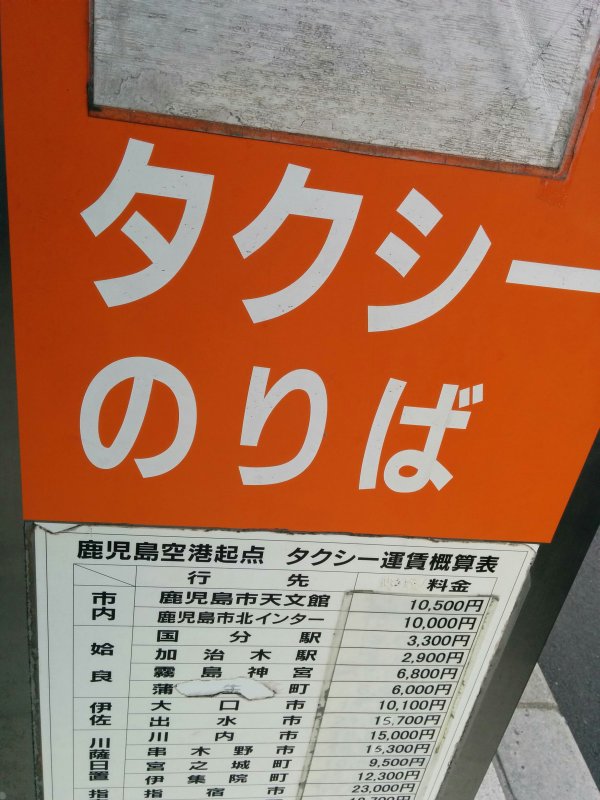 タクシー
のりば
鹿児島空港起点 タクシー運賃概算表
行先 料金
市内 鹿児島市天文館 10,500円
鹿児島市北インター 10,000円
姶良 国分駅 3,300円
加治木駅 2,900円
霧島神宮 6,800円
蒲 町 6,000円
伊佐 大口市 10,100円
出水市 15,700円
川薩日置 川内市 15,000円
串木野市 15,300円
宮之城町 9,500円
伊集院町 12,300円
指 指宿市 23,000円